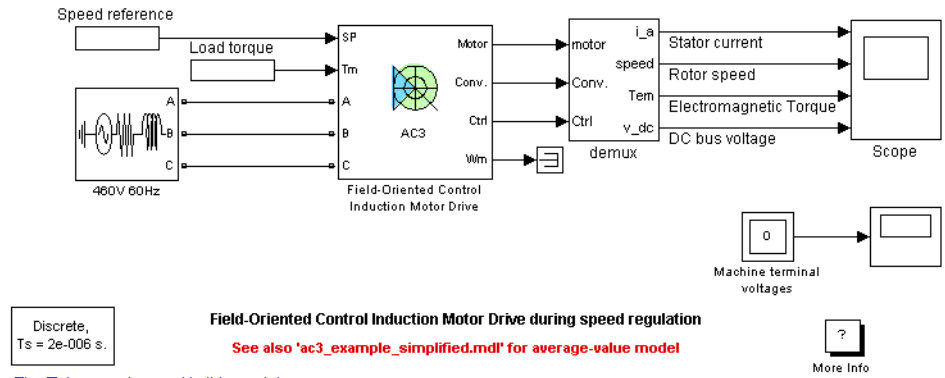 Speed reference
SP
Motor
motor
i_a
Stator current
Load torque
Tm
Conv.
Conv.
speed
Rotor speed
A
A
Tem
Electromagnetic Torque
B
B
AC3
Ctrl
Ctrl
v_dc
DC bus voltage
C
C
Wm
demux
Scope
460V 60Hz
Field-Oriented Control
Induction Motor Drive
0
Machine terminal
voltages
Discrete,
Ts = 2e-006 s.
Field-Oriented Control Induction Motor Drive during speed regulation
See also 'ac3_example_simplified.mdl' for average-value model
?
More Info